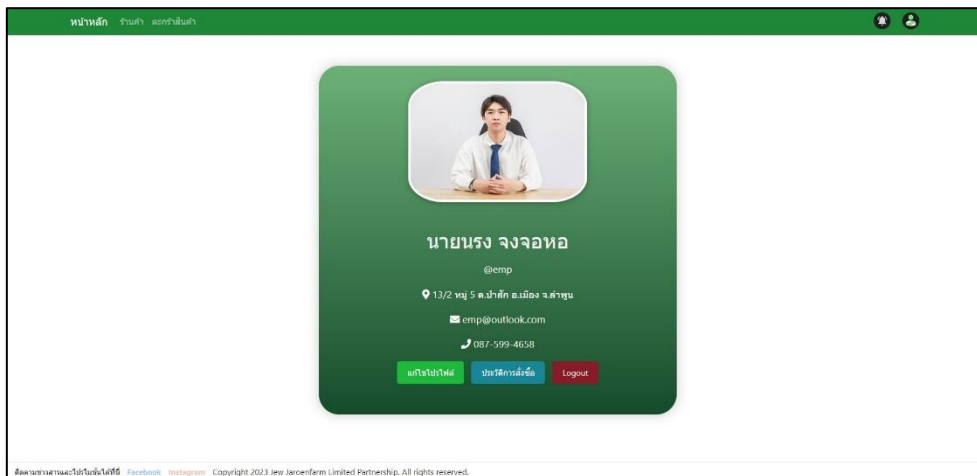 หน้าหลัก ร้านค้า ตะกร้าสินค้า
นายนรง จงจอหอ
@emp
13/2 หมู่ 5 ต.ป่าสัก อ.เมือง จ.ลำพูน
emp@outlook.com
087-599-4658
แก้ไขโปรไฟล์ ประวัติการสั่งซื้อ Logout
ติดตามข่าวสารและโปรโมชั่นได้ที่นี่ Facebook Instagram Copyright 2023 Jew Jaroenfarm Limited Partnership. All rights reserved.